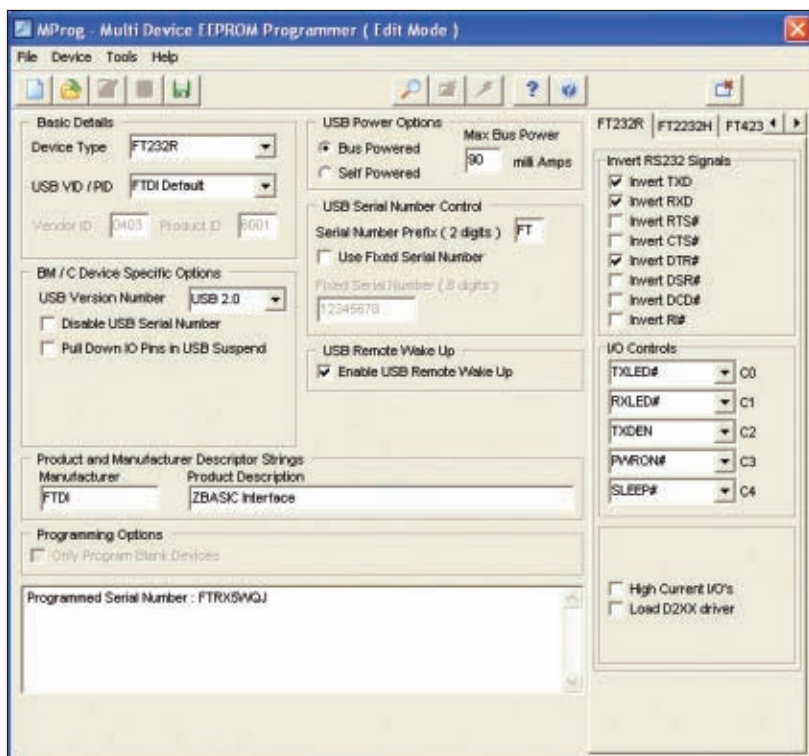 MProg - Multi Device EEPROM Programmer ( Edit Mode )
File Device Tools Help
Basic Details
Device Type FT232R
USB VID / PID FTDI Default
Vendor ID 0403 Product ID 6001
BM / C Device Specific Options
USB Version Number USB 2.0
Disable USB Serial Number
Pull Down IO Pins in USB Suspend
USB Power Options
Bus Powered
Self Powered
Max Bus Power
90 milli Amps
USB Serial Number Control
Serial Number Prefix ( 2 digits ) FT
Use Fixed Serial Number
Fixed Serial Number ( 8 digits )
12345678
USB Remote Wake Up
Enable USB Remote Wake Up
Product and Manufacturer Descriptor Strings
Manufacturer Product Description
FTDI ZBASIC Interface
Programming Options
Only Program Blank Devices
Programmed Serial Number : FTRX5WQJ
FT232R FT2232H FT423
Invert RS232 Signals
Invert TXD
Invert RXD
Invert RTS#
Invert CTS#
Invert DTR#
Invert DSR#
Invert DCD#
Invert RI#
I/O Controls
TXLED# C0
RXLED# C1
TXDEN C2
PWRON# C3
SLEEP# C4
High Current I/O's
Load D2XX driver